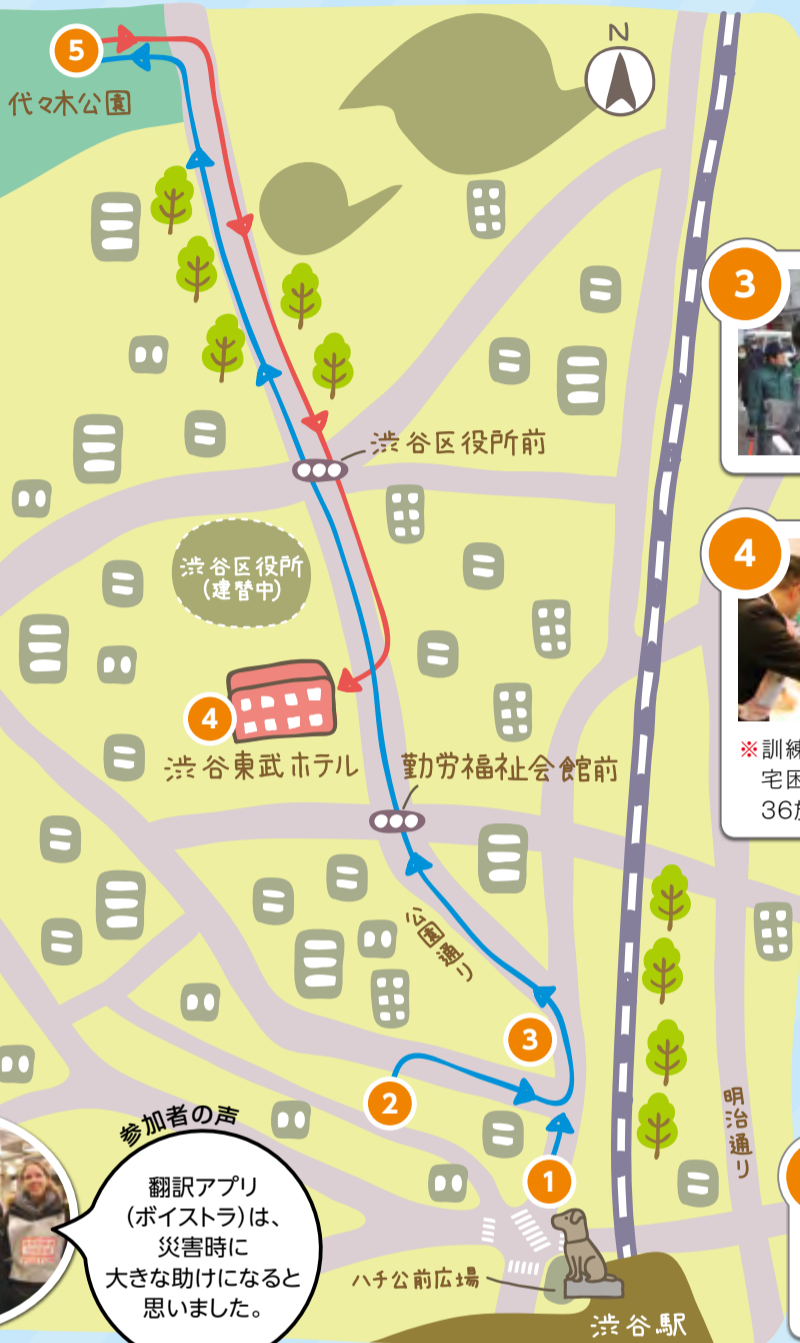 5
代々木公園
N
3
渋谷区役所前
渋谷区役所
(建替中)
4
※訓練
宅困
36
4
渋谷東武ホテル
勤労福祉会館前
公園通り
3
2
明治通り
1
参加者の声
翻訳アプリ
(ボイストラ)は、
災害時に
大きな助けになると
思いました。
ハチ公前広場
渋谷駅